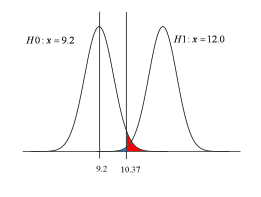 H0 : x = 9.2
H1 : x = 12.0
9.2
10.37